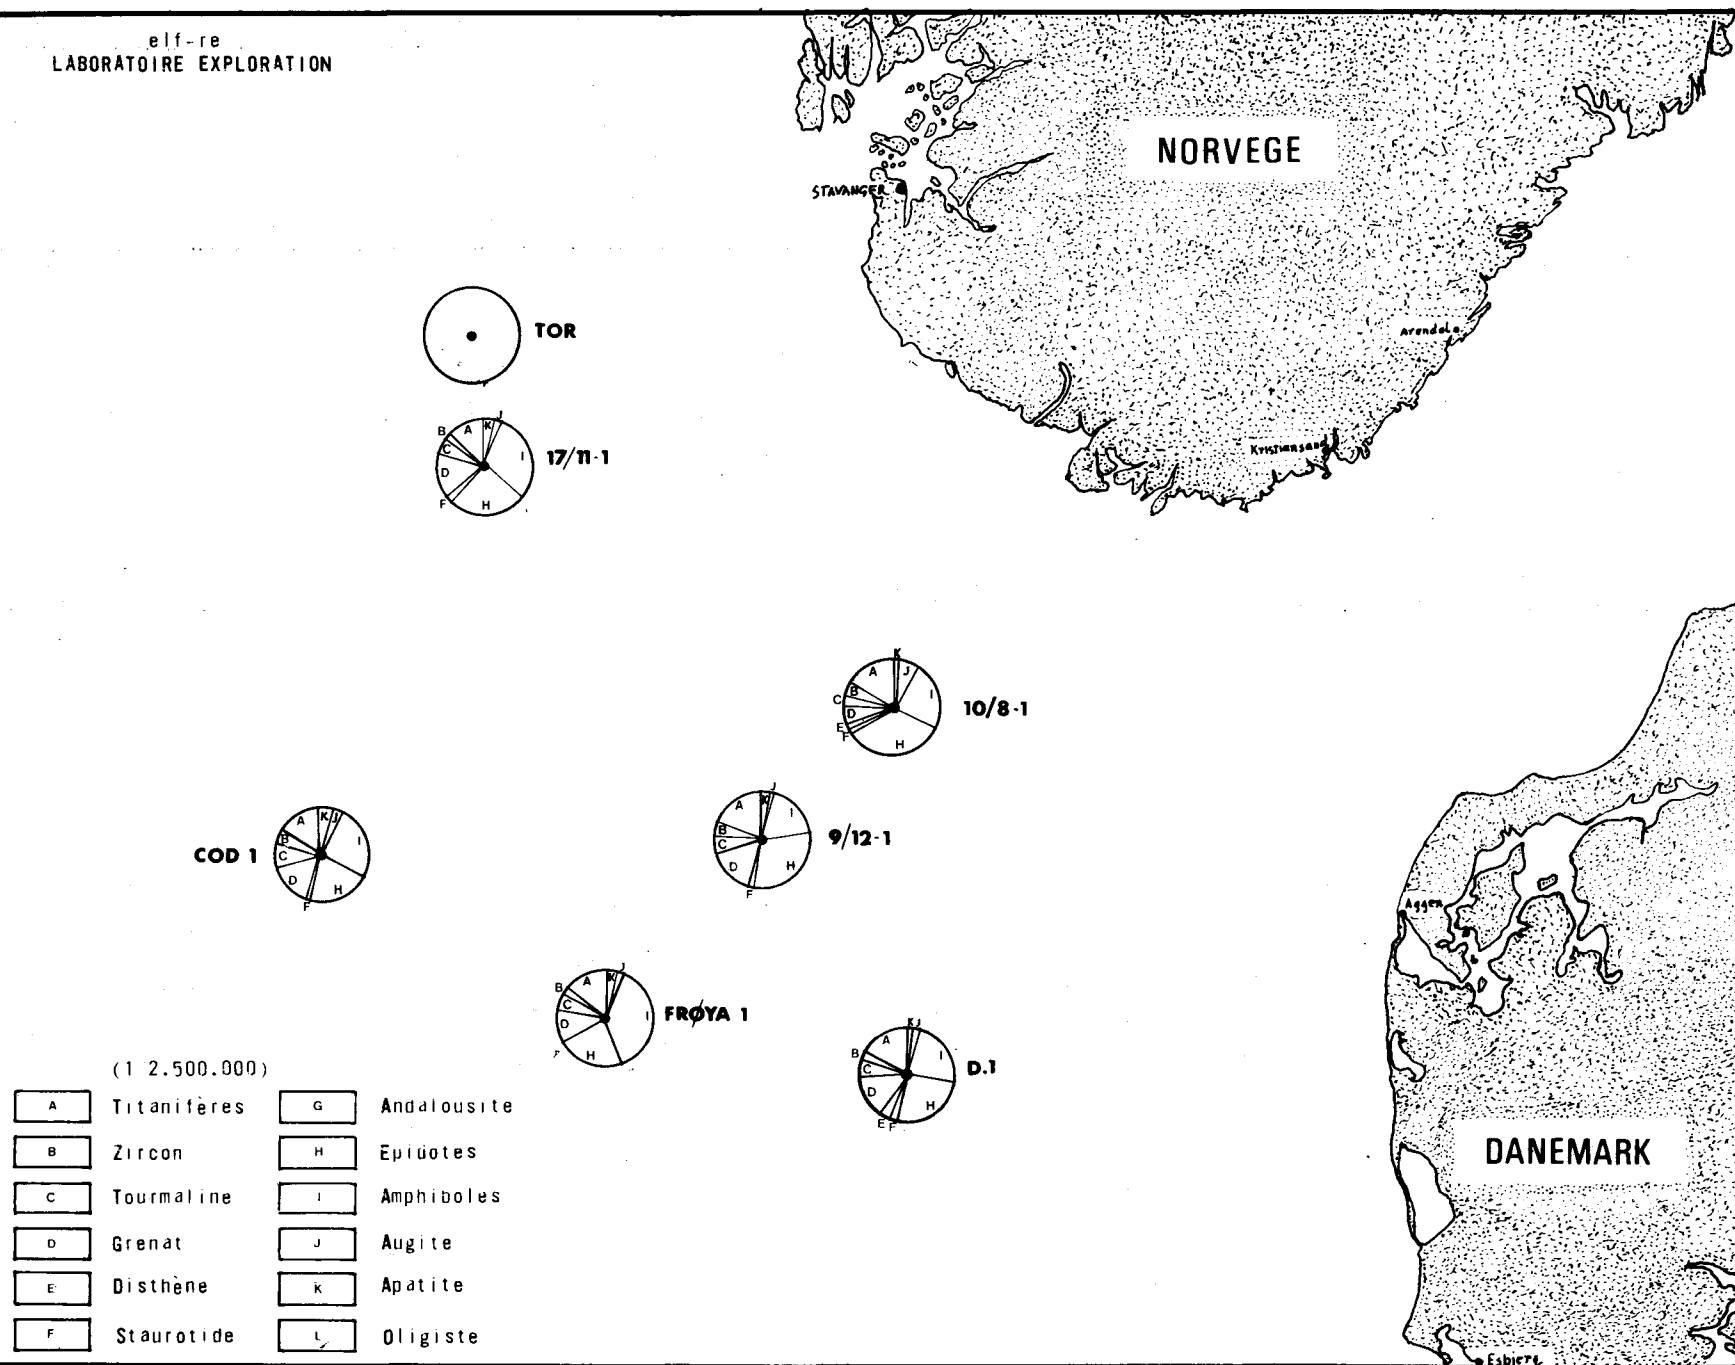 elf-re
LABORATOIRE EXPLORATION
NORVEGE
STAVANGER
Arendal
Kristiansand
TOR
J
B A K
C I
D
F H
17/11-1
K
A J
B I
C
D
E
F H
10/8-1
J
A K I
B
C
D H
F
9/12-1
COD 1
A K J
B I
C
D H
F
J
B A K
C
D I
H
F
FRØYA 1
K J
A I
B
C
D H
E F
D.1
Aggen
DANEMARK
Esbierg
(1 2.500.000)
A Titanifères G Andalousite
B Zircon H Epidotes
C Tourmaline I Amphiboles
D Grenat J Augite
E Disthène K Apatite
F Staurotide L Oligiste